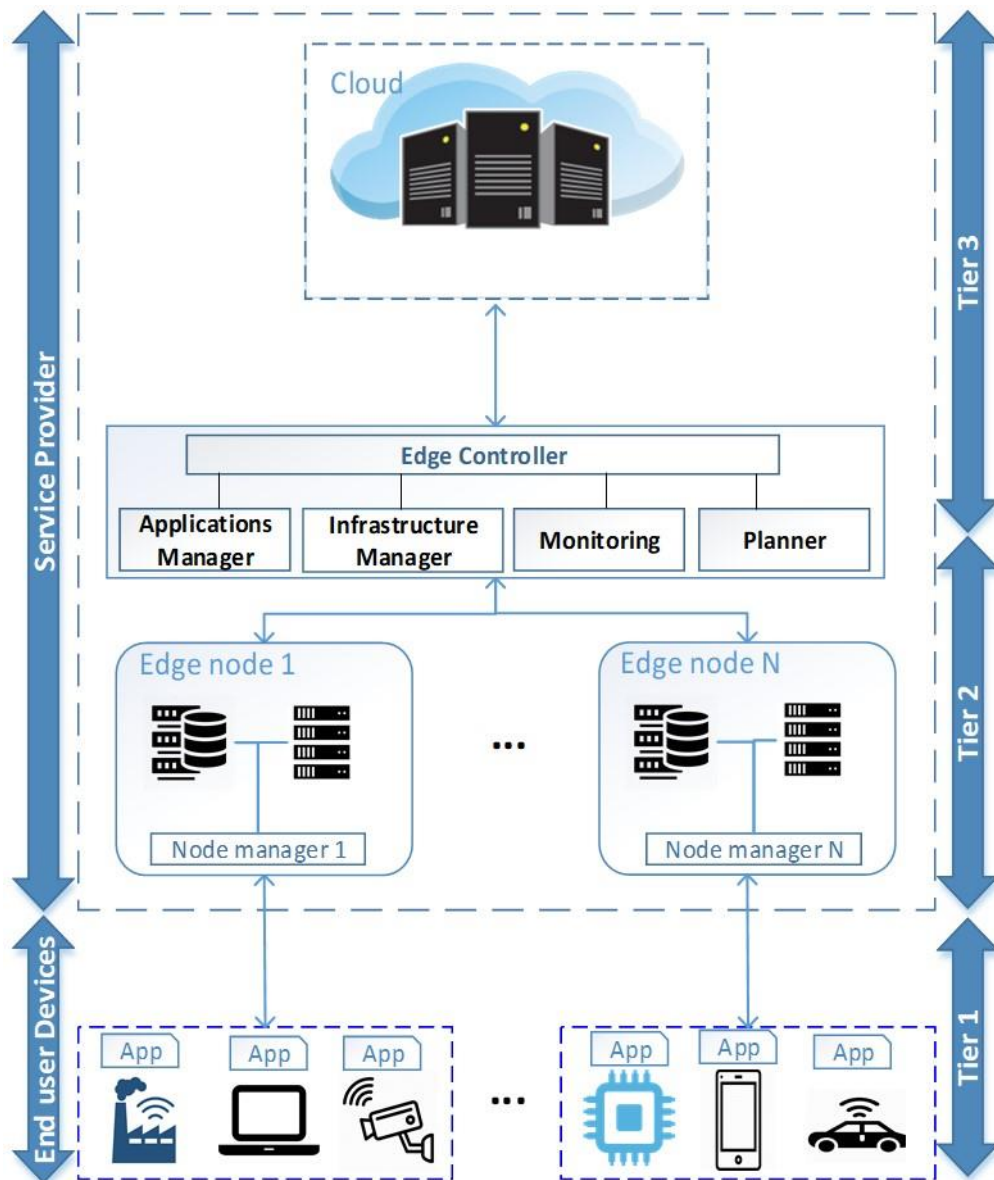 Cloud
Tier 3
Service Provider
Edge Controller
Applications
Manager
Infrastructure
Manager
Monitoring
Planner
Edge node 1
Edge node N
...
Tier 2
Node manager 1
Node manager N
End user Devices
App
App
App
...
App
App
App
Tier 1